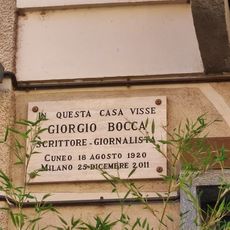 IN QUESTA CASA VISSE
GIORGIO BOCCA
SCRITTORE-GIORNALISTA
CUNEO 18 AGOSTO 1920
MILANO 25 DICEMBRE 2011